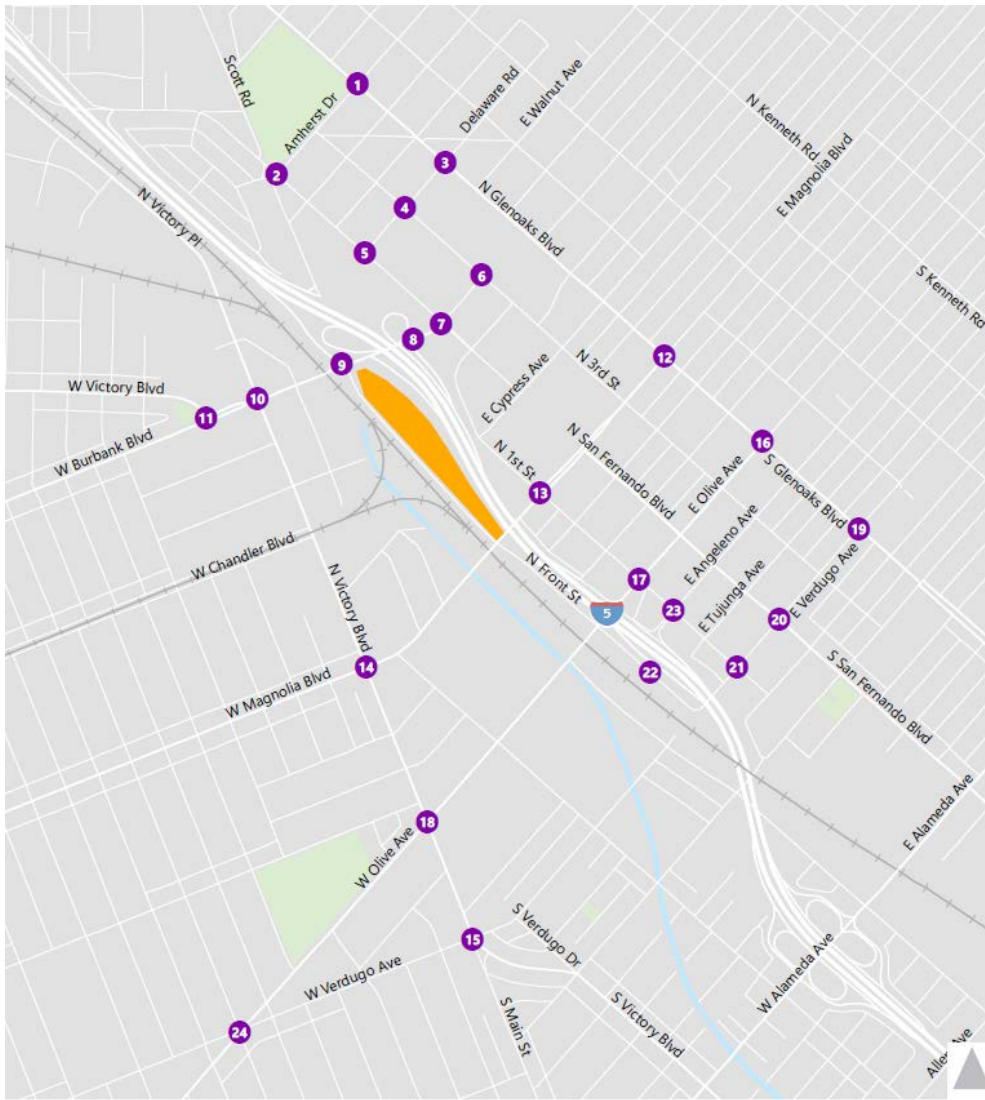 Scott Rd
1
Amherst Dr
Delaware Rd
E Walnut Ave
N Kenneth Rd
E Magnolia Blvd
2
3
N Glenoaks Blvd
4
N Victory Pl
5
6
S Kenneth Rd
7
8
9
12
N 3rd St
E Cypress Ave
W Victory Blvd
10
11
W Burbank Blvd
N 1st St
13
N San Fernando Blvd
E Olive Ave
16
S Glenoaks Blvd
19
W Chandler Blvd
N Front St
17
E Angeleno Ave
E Tujunga Ave
E Verdugo Ave
5
23
20
N Victory Blvd
14
W Magnolia Blvd
22
21
S San Fernando Blvd
18
W Olive Ave
E Alameda Ave
15
S Verdugo Dr
W Verdugo Ave
W Alameda Ave
S Main St
S Victory Blvd
24